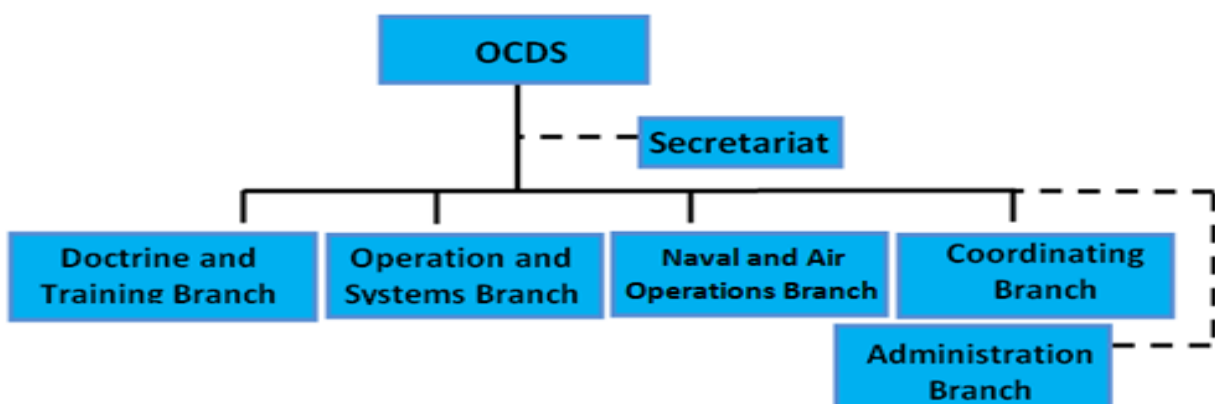 OCDS
Secretariat
Doctrine and
Training Branch
Operation and
Systems Branch
Naval and Air
Operations Branch
Coordinating
Branch
Administration
Branch